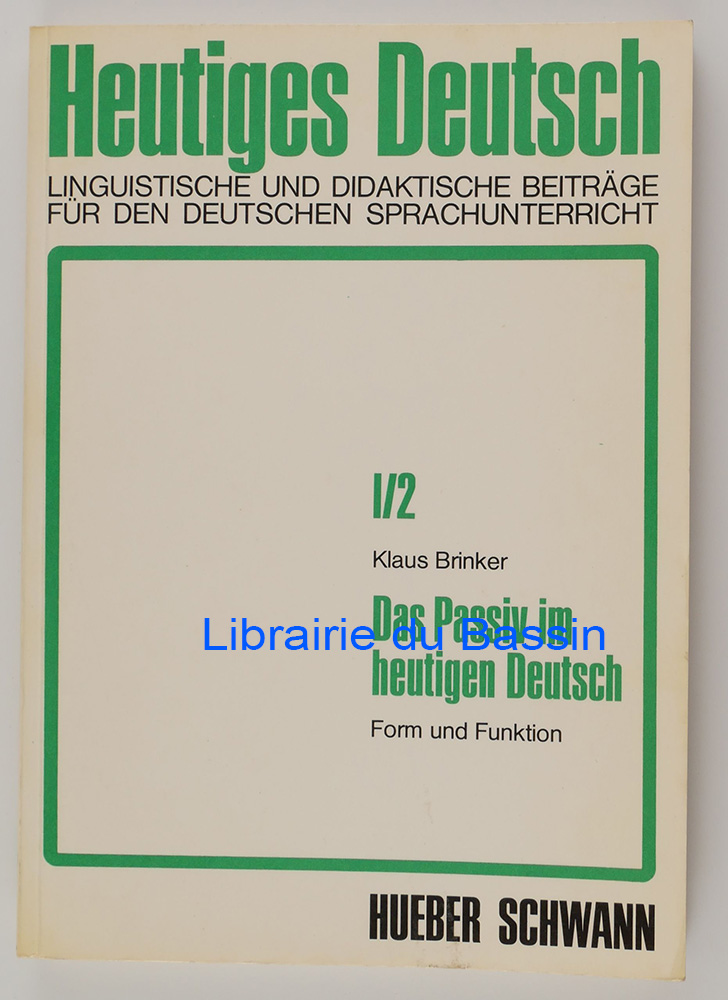 Heutiges Deutsch
LINGUISTISCHE UND DIDAKTISCHE BEITRÄGE
FÜR DEN DEUTSCHEN SPRACHUNTERRICHT
I/2
Klaus Brinker
Das Passiv im
Librairie du Bassin
heutigen Deutsch
Form und Funktion
HUEBER SCHWANN